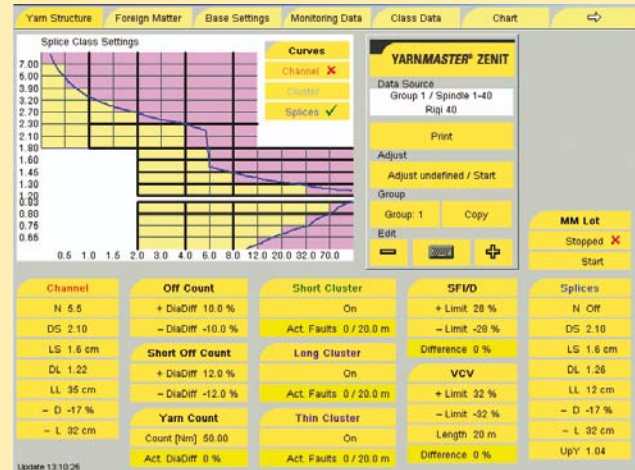 Yarn Structure
Foreign Matter
Base Settings
Monitoring Data
Class Data
Chart
Splice Class Settings
7.00
5.00
3.90
3.20
2.70
2.30
2.10
1.80
1.60
1.45
1.30
1.20
0.83
0.80
0.75
0.65
0.5 1.0 1.5 2.0 3.0 4.0 6.0 8.0 12.0 20.0 32.0 70.0
Curves
Channel
Cluster
Splices
YARNMASTER® ZENIT
Data Source
Group 1 / Spindle 1-40
Rigi 40
Print
Adjust
Adjust undefined / Start
Group
Group: 1
Copy
Edit
MM Lot
Stopped
Start
Channel
N 5.5
DS 2.10
LS 1.6 cm
DL 1.22
LL 35 cm
– D -17 %
– L 32 cm
Off Count
+ DiaDiff 10.0 %
– DiaDiff -10.0 %
Short Off Count
+ DiaDiff 12.0 %
– DiaDiff -12.0 %
Yarn Count
Count [Nm] 50.00
Act. DiaDiff 0 %
Short Cluster
On
Act. Faults 0 / 20.0 m
Long Cluster
On
Act. Faults 0 / 20.0 m
Thin Cluster
On
Act. Faults 0 / 20.0 m
SFI/D
+ Limit 28 %
– Limit -28 %
Difference 0 %
VCV
+ Limit 32 %
– Limit -32 %
Length 20 m
Difference 0 %
Splices
N Off
DS 2.10
LS 1.6 cm
DL 1.26
LL 12 cm
– D -17 %
– L 32 cm
UpY 1.04
Update 13:10:26